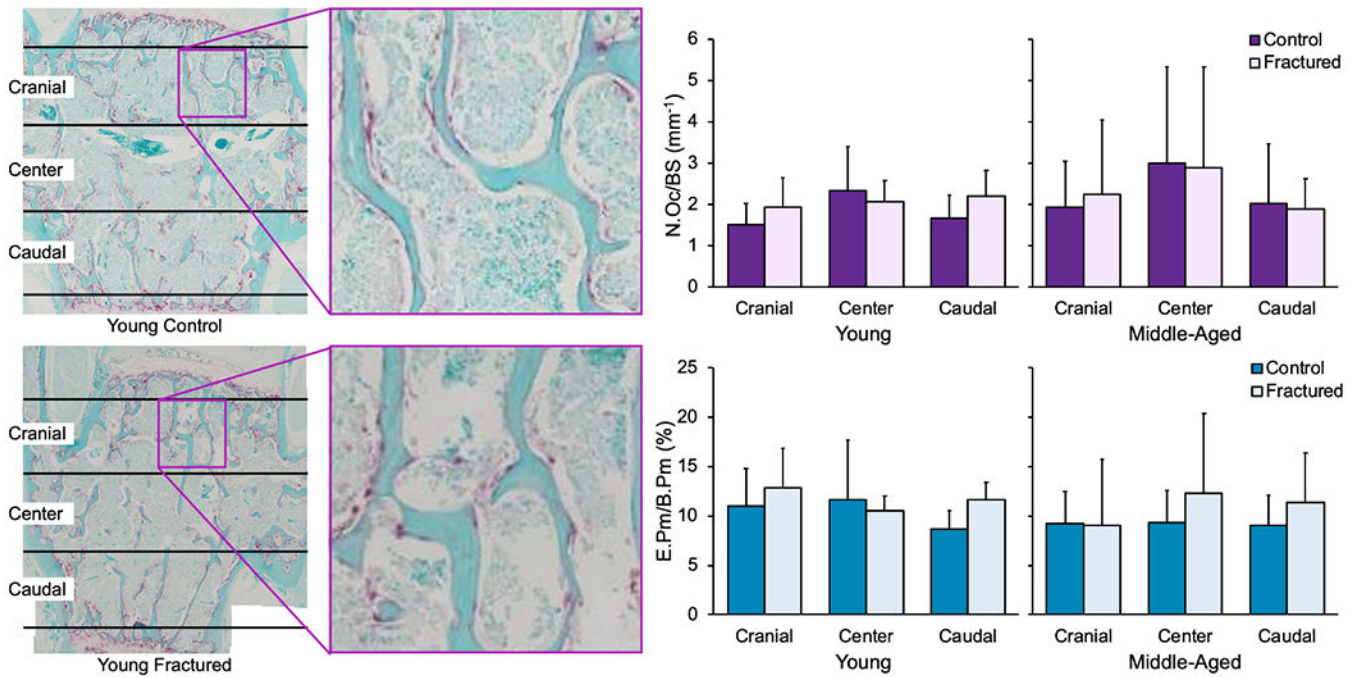 Cranial
Center
Caudal
Young Control
Cranial
Center
Caudal
Young Fractured
N.Oc/BS (mm⁻¹)
6
5
4
3
2
1
0
Control
Fractured
Cranial Center Caudal Cranial Center Caudal
Young Middle-Aged
E.Pm/B.Pm (%)
25
20
15
10
5
0
Control
Fractured
Cranial Center Caudal Cranial Center Caudal
Young Middle-Aged